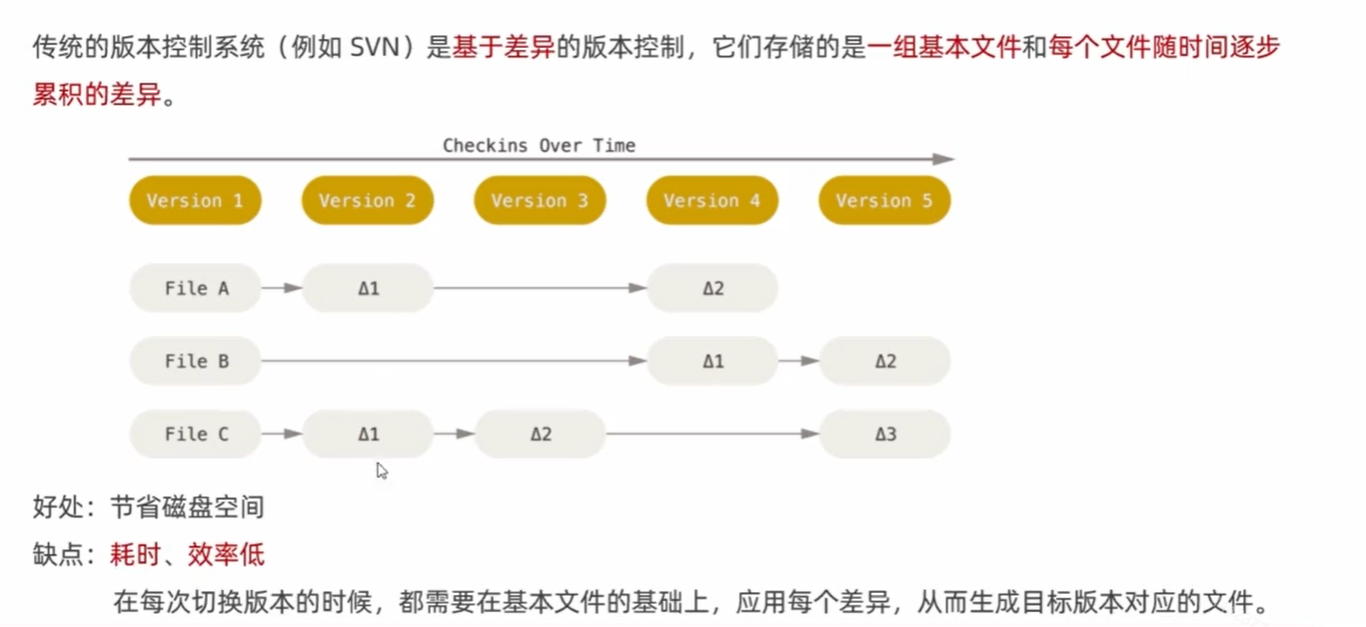 传统的版本控制系统（例如 SVN）是基于差异的版本控制，它们存储的是一组基本文件和每个文件随时间逐步
累积的差异。
Checkins Over Time
Version 1 Version 2 Version 3 Version 4 Version 5
File A Δ1 Δ2
File B Δ1 Δ2
File C Δ1 Δ2 Δ3
好处：节省磁盘空间
缺点：耗时、效率低
在每次切换版本的时候，都需要在基本文件的基础上，应用每个差异，从而生成目标版本对应的文件。